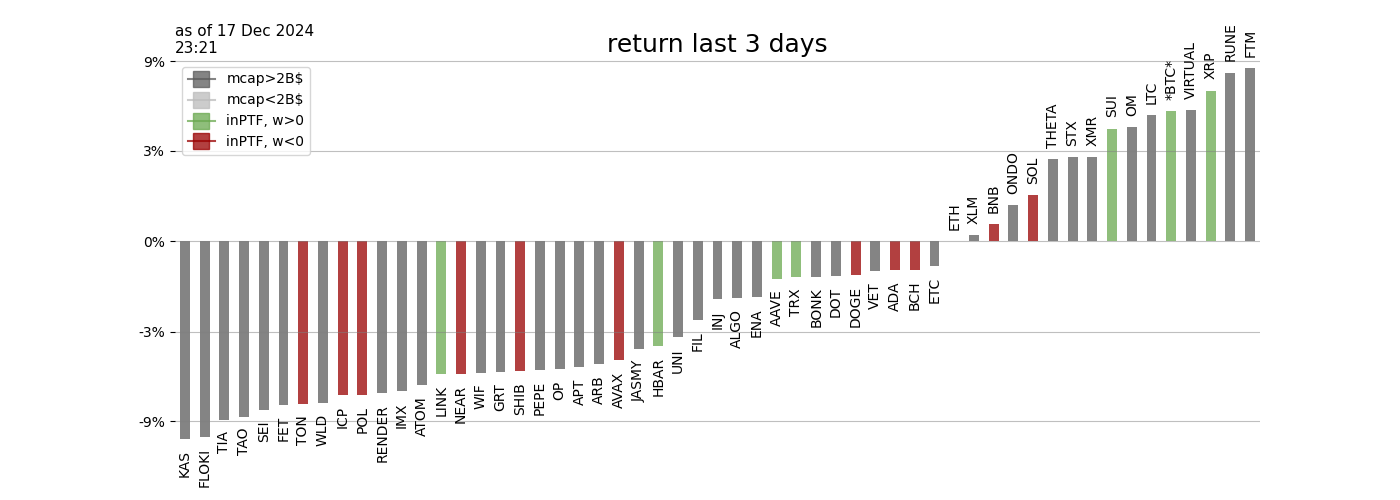 as of 17 Dec 2024
23:21
return last 3 days
9%
3%
0%
-3%
-9%
mcap>2B$
mcap<2B$
inPTF, w>0
inPTF, w<0
KAS
FLOKI
TIA
TAO
SEI
FET
TON
WLD
ICP
POL
RENDER
IMX
ATOM
LINK
NEAR
WIF
GRT
SHIB
PEPE
OP
APT
ARB
AVAX
JASMY
HBAR
UNI
FIL
INJ
ALGO
ENA
AAVE
TRX
BONK
DOT
DOGE
VET
ADA
BCH
ETC
ETH
XLM
BNB
ONDO
SOL
THETA
STX
XMR
SUI
OM
LTC
*BTC*
VIRTUAL
XRP
RUNE
FTM